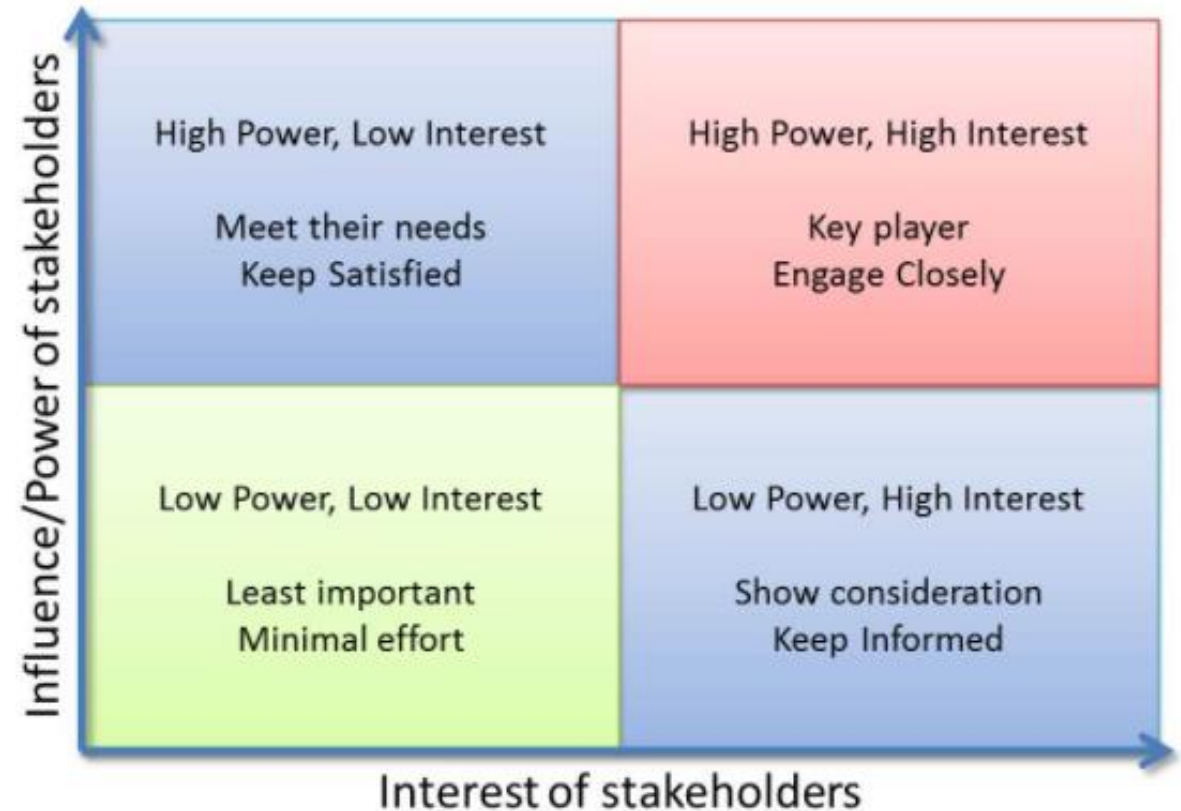 Influence/Power of stakeholders
High Power, Low Interest
Meet their needs
Keep Satisfied
High Power, High Interest
Key player
Engage Closely
Low Power, Low Interest
Least important
Minimal effort
Low Power, High Interest
Show consideration
Keep Informed
Interest of stakeholders